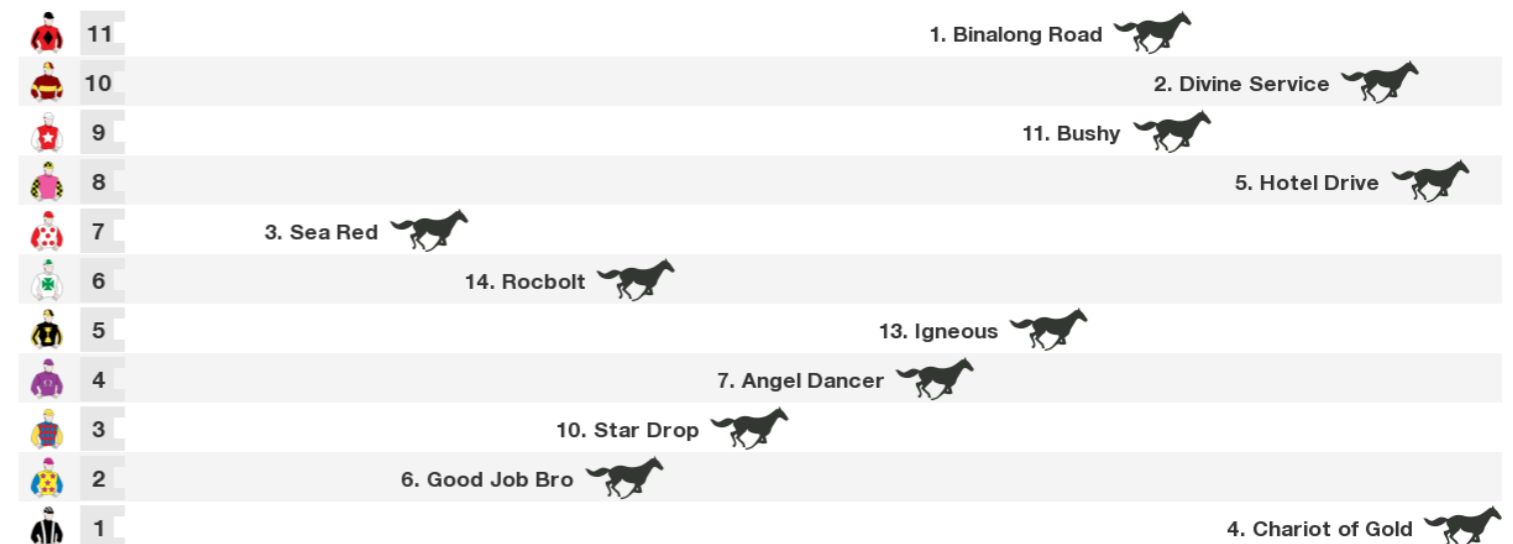 11 1. Binalong Road
10 2. Divine Service
9 11. Bushy
8 5. Hotel Drive
7 3. Sea Red
6 14. Rocbolt
5 13. Igneous
4 7. Angel Dancer
3 10. Star Drop
2 6. Good Job Bro
1 4. Chariot of Gold